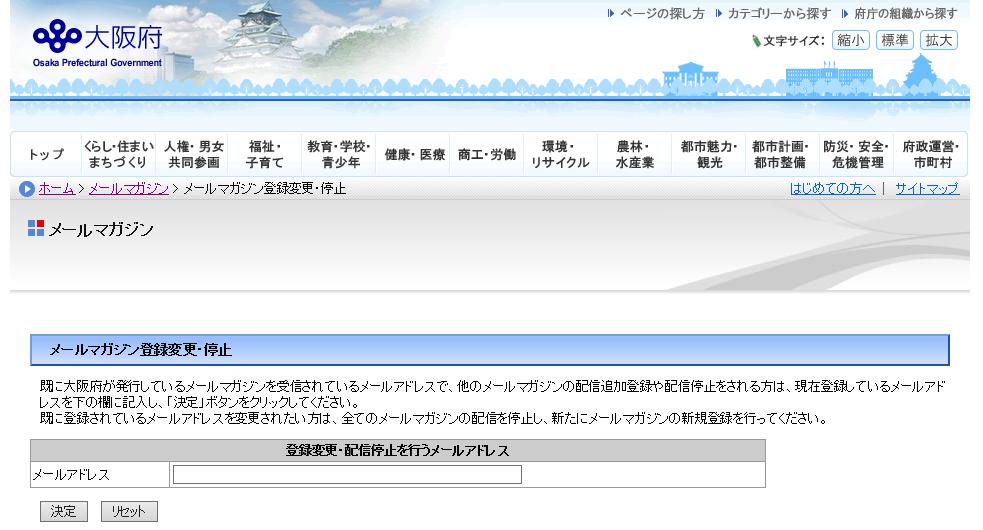 ページの探し方 カテゴリーから探す 府庁の組織から探す
大阪府
Osaka Prefectural Government
文字サイズ: 縮小 標準 拡大
トップ
くらし・住まい
まちづくり
人権・男女
共同参画
福祉・
子育て
教育・学校・
青少年
健康・医療
商工・労働
環境・
リサイクル
農林・
水産業
都市魅力・
観光
都市計画・
都市整備
防災・安全・
危機管理
府政運営・
市町村
ホーム > メールマガジン > メールマガジン登録変更・停止
はじめての方へ | サイトマップ
メールマガジン
メールマガジン登録変更・停止
既に大阪府が発行しているメールマガジンを受信されているメールアドレスで、他のメールマガジンの配信追加登録や配信停止をされる方は、現在登録しているメールアド
レスを下の欄に記入し、「決定」ボタンをクリックしてください。
既に登録されているメールアドレスを変更されたい方は、全てのメールマガジンの配信を停止し、新たにメールマガジンの新規登録を行ってください。
登録変更・配信停止を行うメールアドレス
メールアドレス
決定 リセット